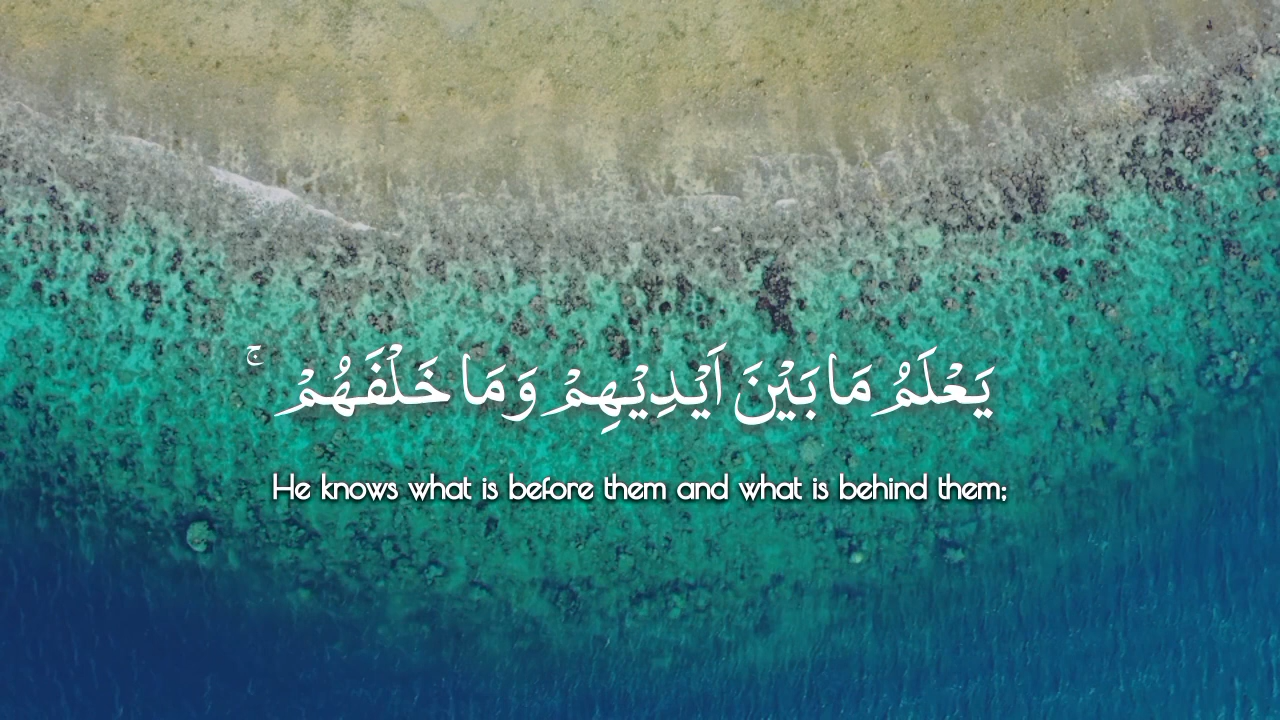 يَعْلَمُ مَا بَيْنَ اَيْدِيْهِمْ وَمَا خَلْفَهُمْ ۚ
He knows what is before them and what is behind them;